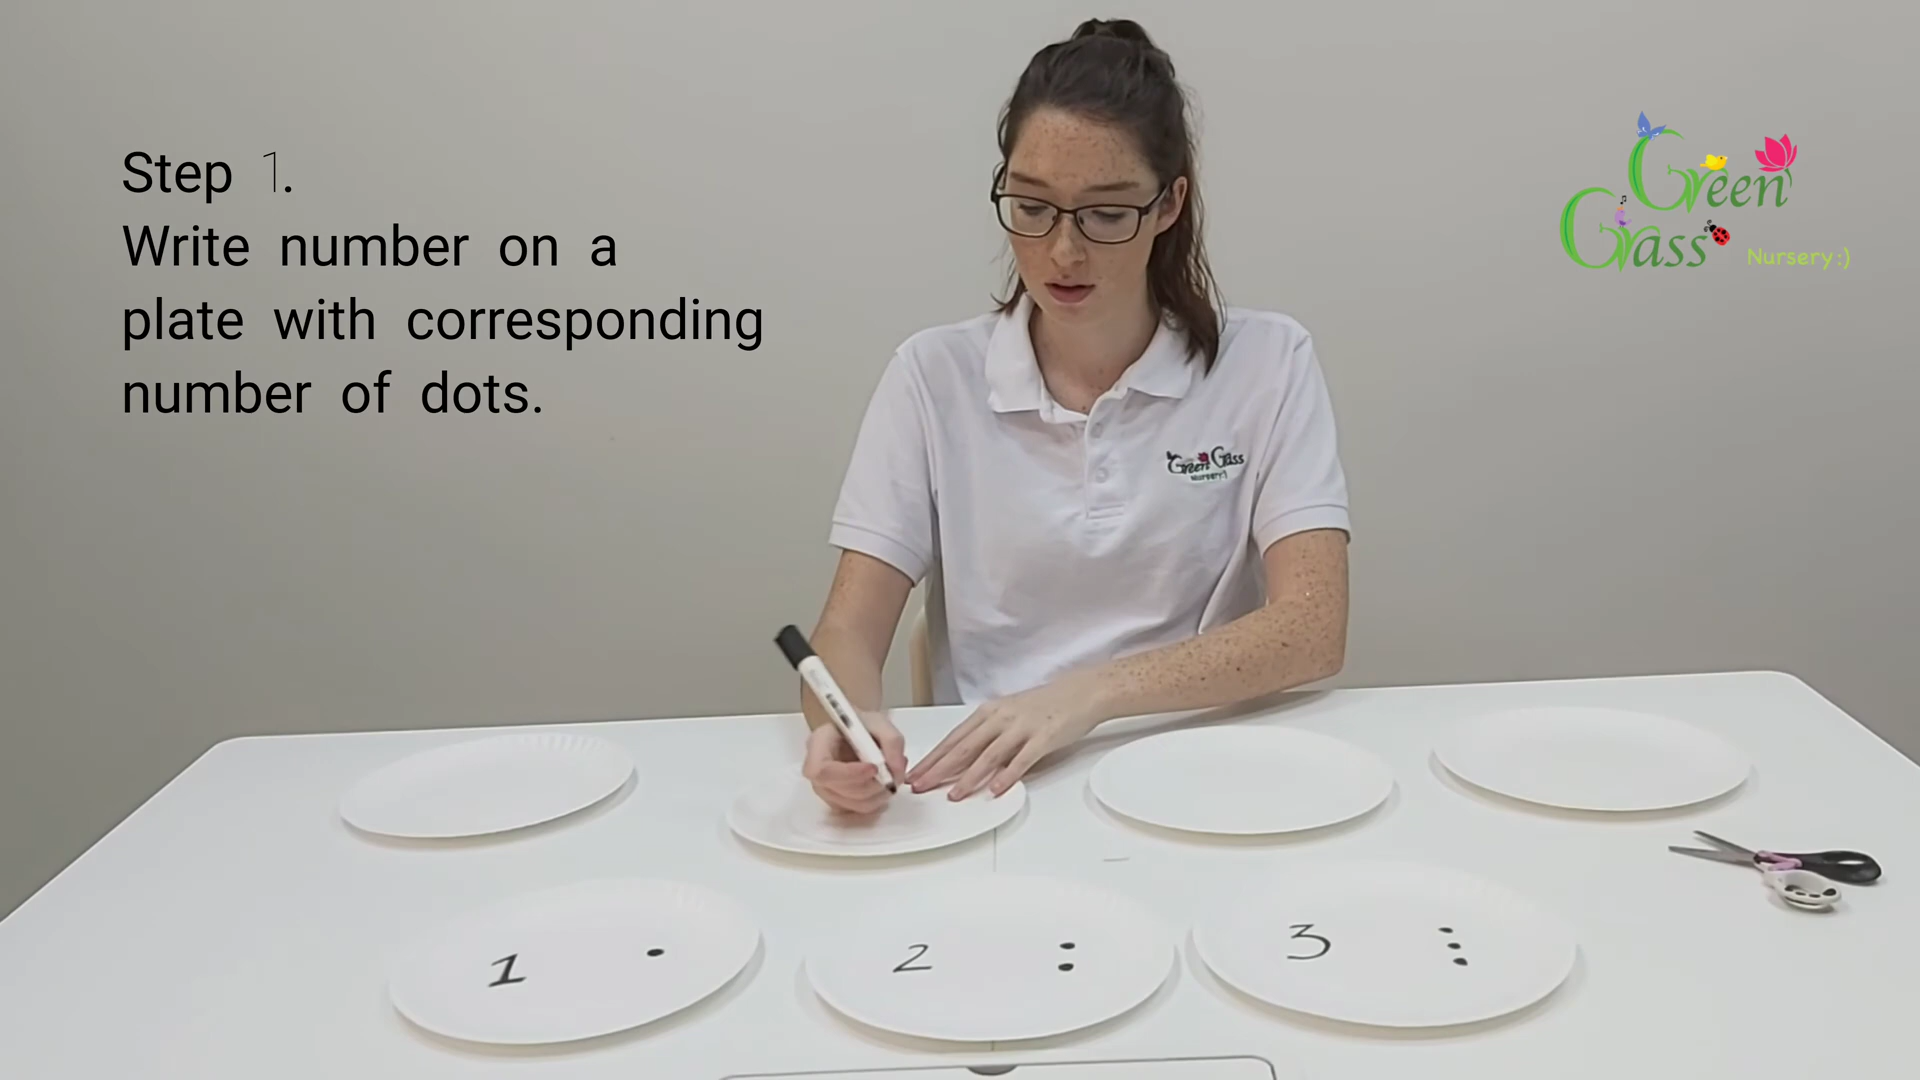 Step 1.
Write number on a
plate with corresponding
number of dots.
Green
Grass Nursery:)
Green Grass
Nursery:)
1
2
3